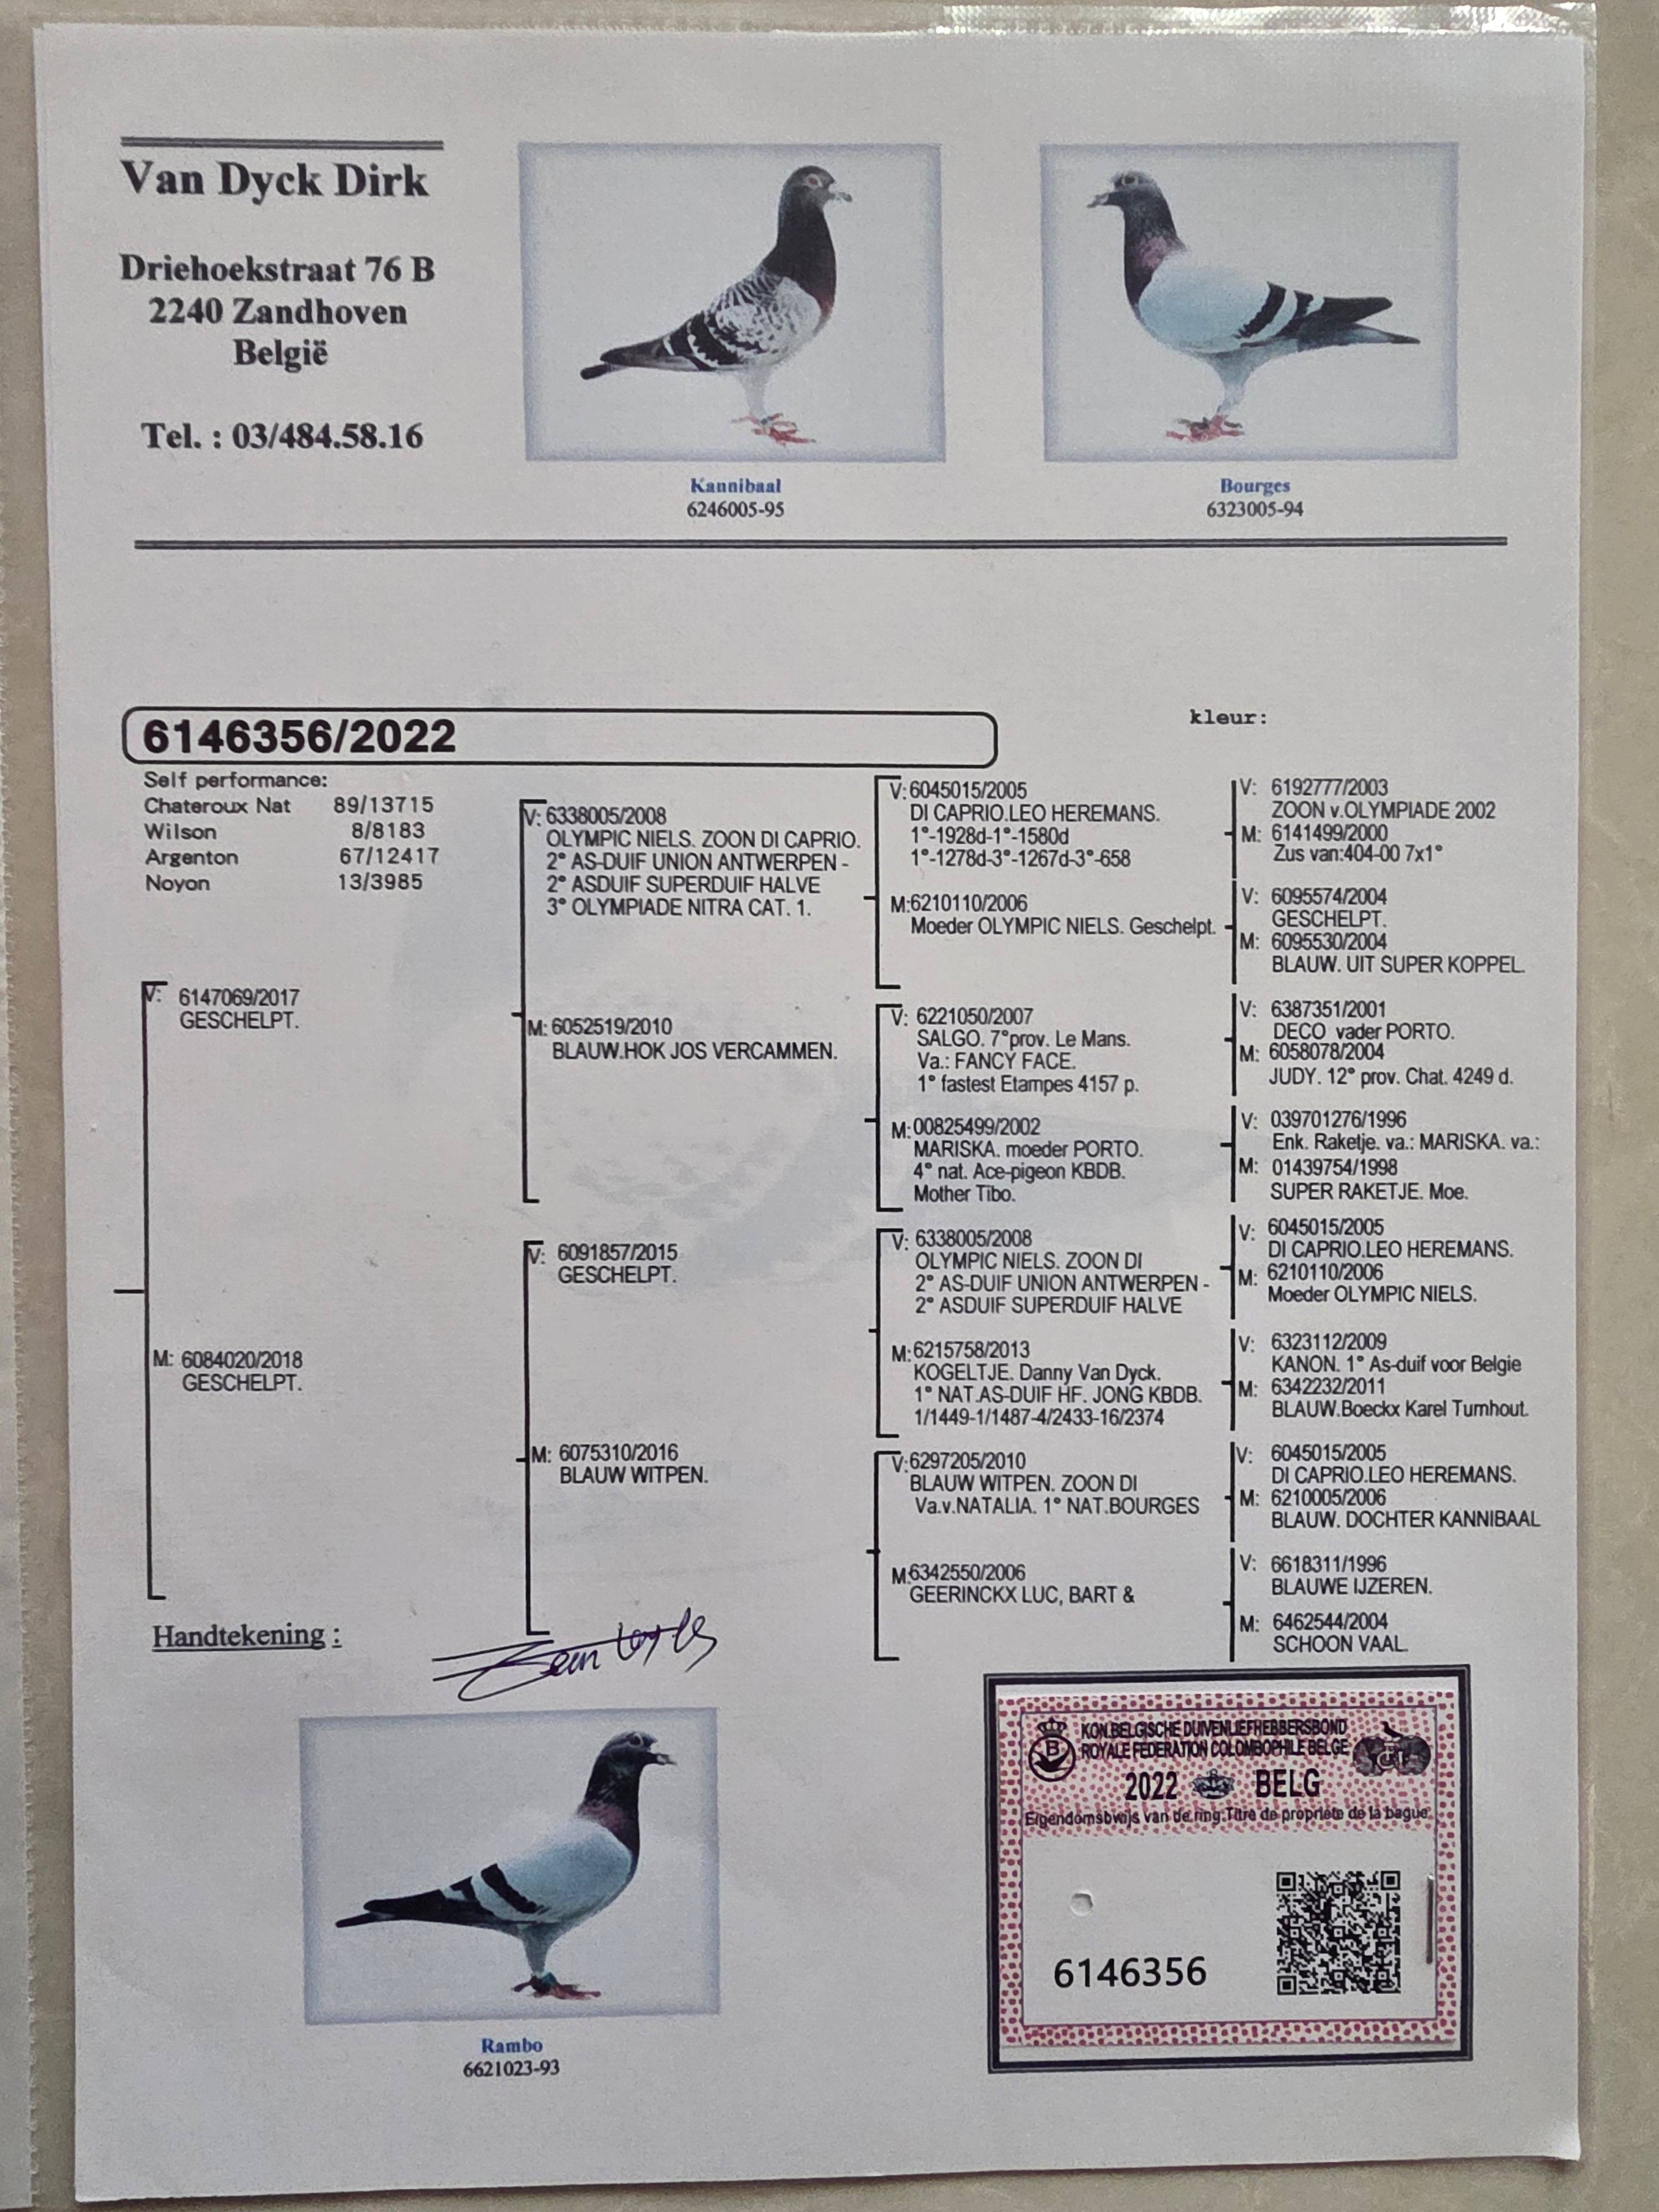 Van Dyck Dirk
Driehoekstraat 76 B
2240 Zandhoven
België
Tel. : 03/484.58.16
Kannibaal
6246005-95
Bourges
6323005-94
6146356/2022
kleur:
Self performance:
Chateroux Nat 89/13715
Wilson 8/8183
Argenton 67/12417
Noyon 13/3985
V: 6147069/2017
GESCHELPT.
M: 6084020/2018
GESCHELPT.
V: 6338005/2008
OLYMPIC NIELS. ZOON DI CAPRIO.
2° AS-DUIF UNION ANTWERPEN -
2° ASDUIF SUPERDUIF HALVE
3° OLYMPIADE NITRA CAT. 1.
M: 6052519/2010
BLAUW.HOK JOS VERCAMMEN.
V: 6091857/2015
GESCHELPT.
M: 6075310/2016
BLAUW WITPEN.
V: 6045015/2005
DI CAPRIO.LEO HEREMANS.
1°-1928d-1°-1580d
1°-1278d-3°-1267d-3°-658
M: 6210110/2006
Moeder OLYMPIC NIELS. Geschelpt.
V: 6221050/2007
SALGO. 7°prov. Le Mans.
Va.: FANCY FACE.
1° fastest Etampes 4157 p.
M: 00825499/2002
MARISKA. moeder PORTO.
4° nat. Ace-pigeon KBDB.
Mother Tibo.
V: 6338005/2008
OLYMPIC NIELS. ZOON DI
2° AS-DUIF UNION ANTWERPEN -
2° ASDUIF SUPERDUIF HALVE
M: 6215758/2013
KOGELTJE. Danny Van Dyck.
1° NAT.AS-DUIF HF. JONG KBDB.
1/1449-1/1487-4/2433-16/2374
V: 6297205/2010
BLAUW WITPEN. ZOON DI
Va.v.NATALIA. 1° NAT.BOURGES
M: 6342550/2006
GEERINCKX LUC, BART &
V: 6192777/2003
ZOON v.OLYMPIADE 2002
M: 6141499/2000
Zus van:404-00 7x1°
V: 6095574/2004
GESCHELPT.
M: 6095530/2004
BLAUW. UIT SUPER KOPPEL.
V: 6387351/2001
DECO vader PORTO.
M: 6058078/2004
JUDY. 12° prov. Chat. 4249 d.
V: 039701276/1996
Enk. Raketje. va.: MARISKA. va.:
M: 01439754/1998
SUPER RAKETJE. Moe.
V: 6045015/2005
DI CAPRIO.LEO HEREMANS.
M: 6210110/2006
Moeder OLYMPIC NIELS.
V: 6323112/2009
KANON. 1° As-duif voor Belgie
M: 6342232/2011
BLAUW.Boeckx Karel Turnhout.
V: 6045015/2005
DI CAPRIO.LEO HEREMANS.
M: 6210005/2006
BLAUW. DOCHTER KANNIBAAL
V: 6618311/1996
BLAUWE IJZEREN.
M: 6462544/2004
SCHOON VAAL.
Handtekening :
Rambo
6621023-93
KON.BELGISCHE DUIVENLIEFHEBBERSBOND
ROYALE FEDERATION COLOMBOPHILE BELGE
B
2022 BELG
Eigendomsbwijs van de ring.Titre de propriete de la bague
6146356